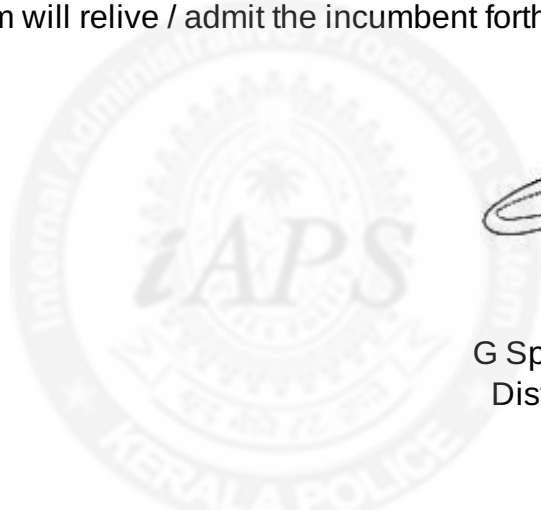 m will relive / admit the incumbent forth
Internal Administrative Processing System
iAPS
KERALA POLICE
G Sp
Dist